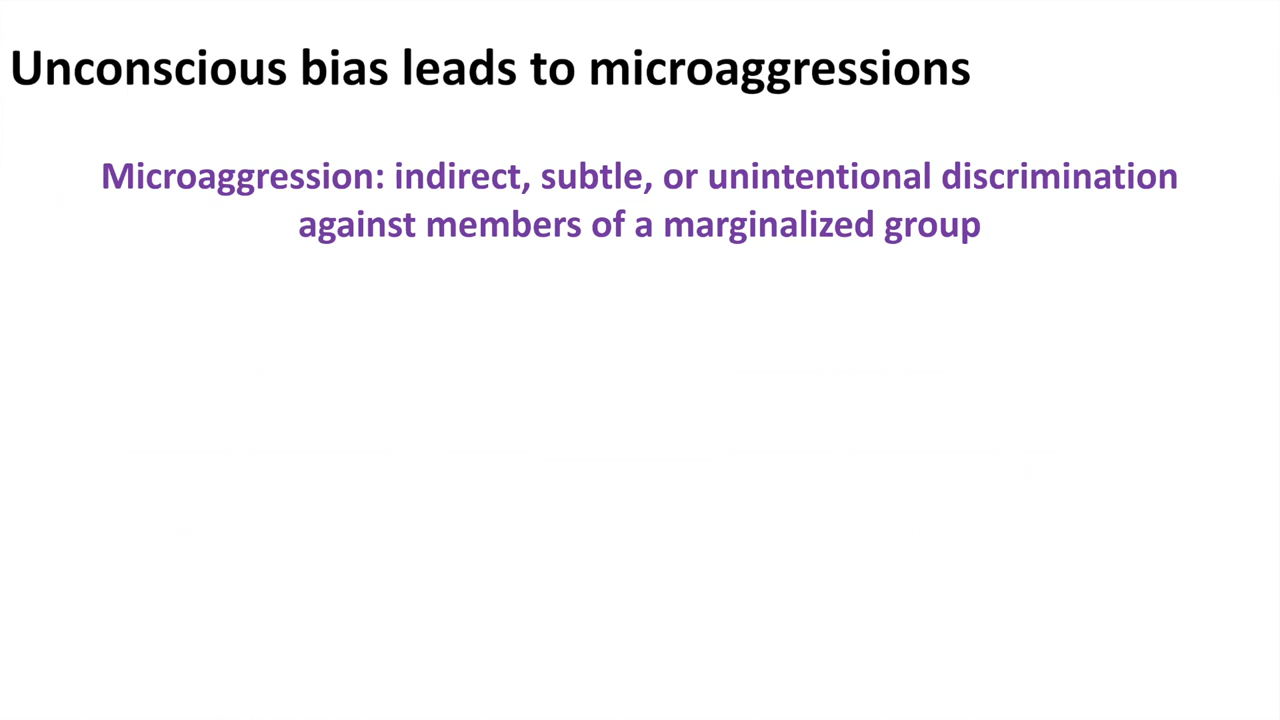 Unconscious bias leads to microaggressions
Microaggression: indirect, subtle, or unintentional discrimination
against members of a marginalized group